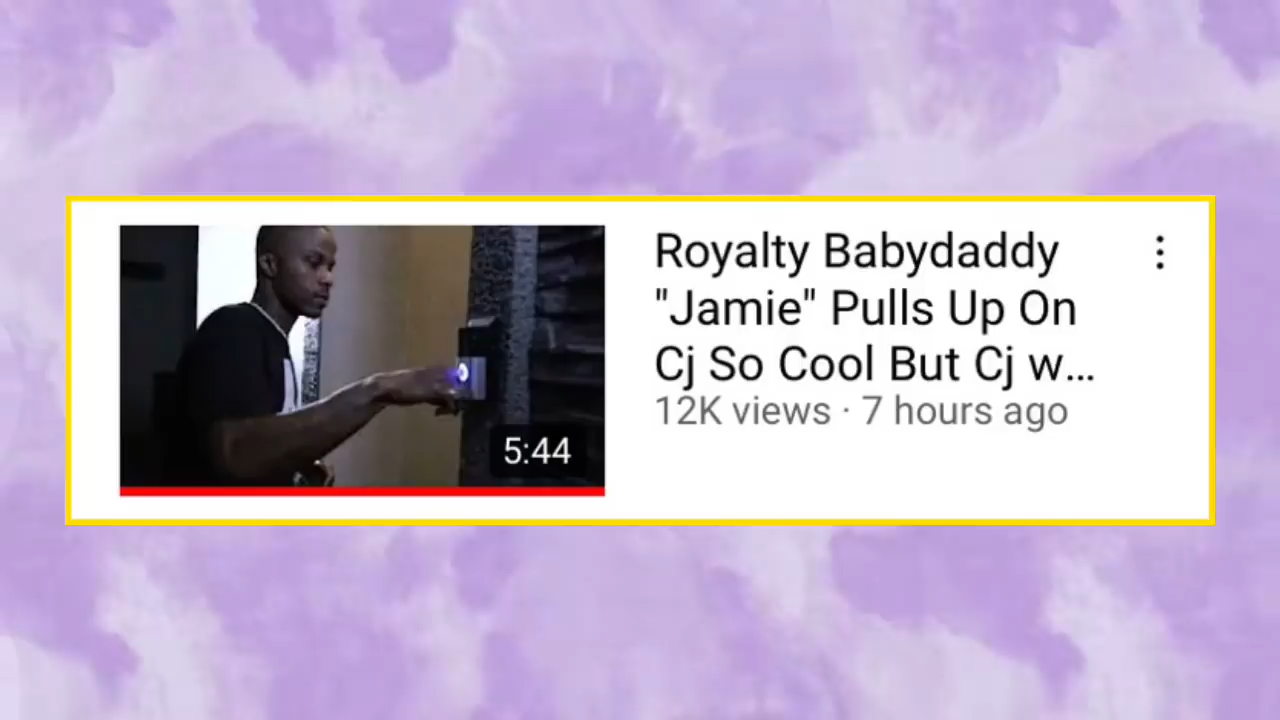 Royalty Babydaddy
"Jamie" Pulls Up On
Cj So Cool But Cj w...
12K views · 7 hours ago
5:44